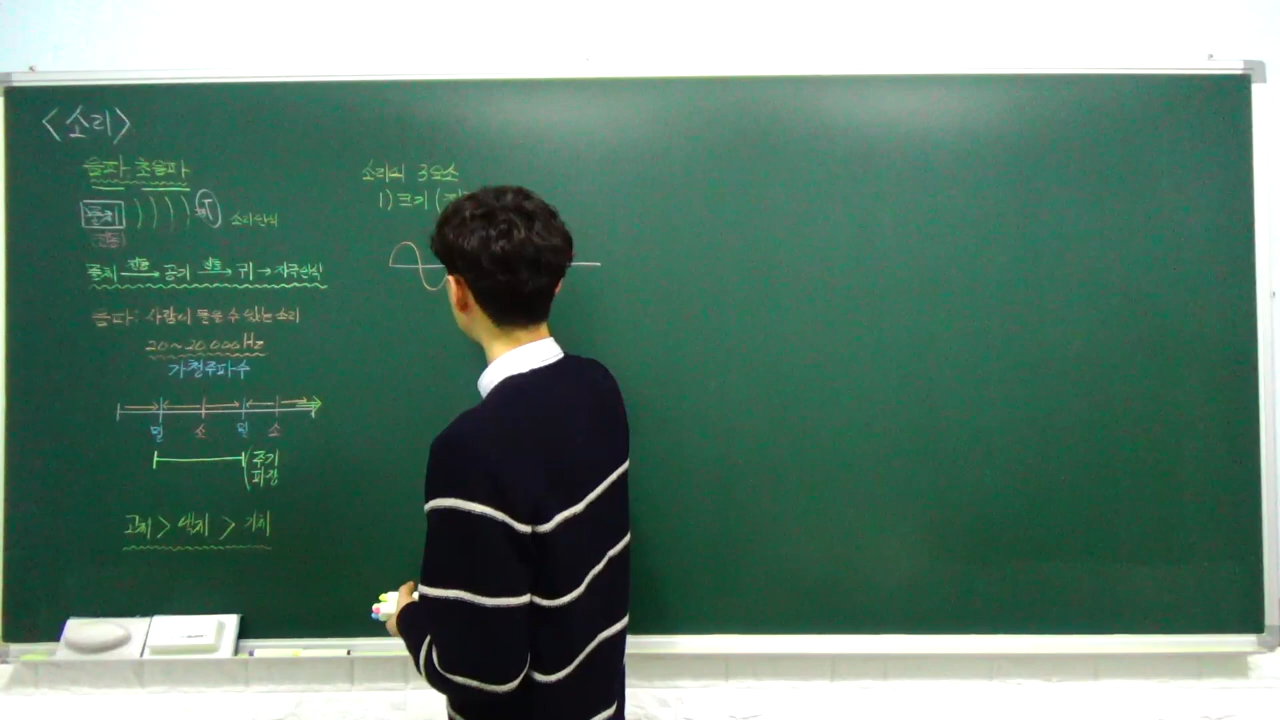 <소리>
음파, 초음파
물체 ) ) ) )
(진동) 소리인식
물체 →(진동) 공기 →(진동) 귀 → 자극인식
음파: 사람이 들을 수 있는 소리
20~20,000Hz
가청주파수
밀 소 밀 소
주기
파장
고체 > 액체 > 기체
소리의 3요소
1) 크기 (